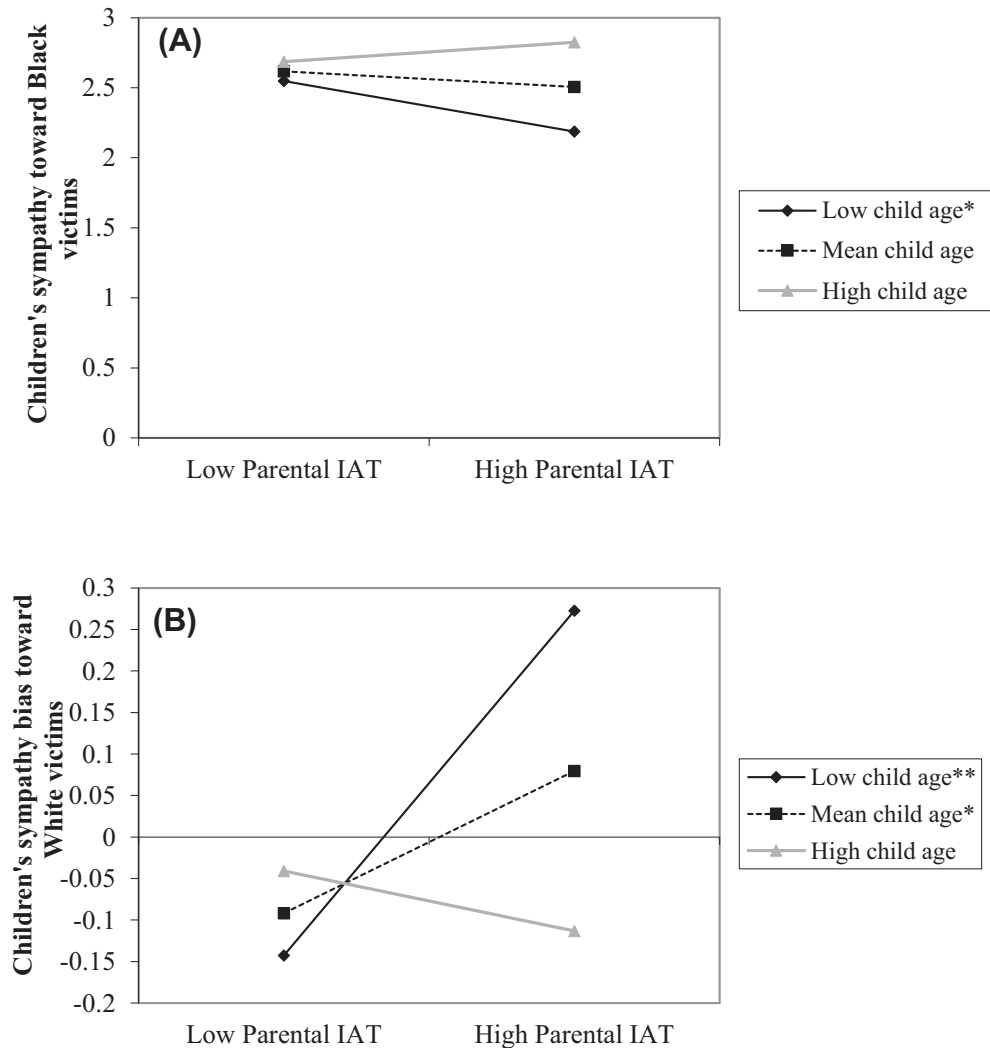 (A)
Children's sympathy toward Black
victims
3
2.5
2
1.5
1
0.5
0
Low Parental IAT
High Parental IAT
Low child age*
Mean child age
High child age
(B)
Children's sympathy bias toward
White victims
0.3
0.25
0.2
0.15
0.1
0.05
0
-0.05
-0.1
-0.15
-0.2
Low Parental IAT
High Parental IAT
Low child age**
Mean child age*
High child age